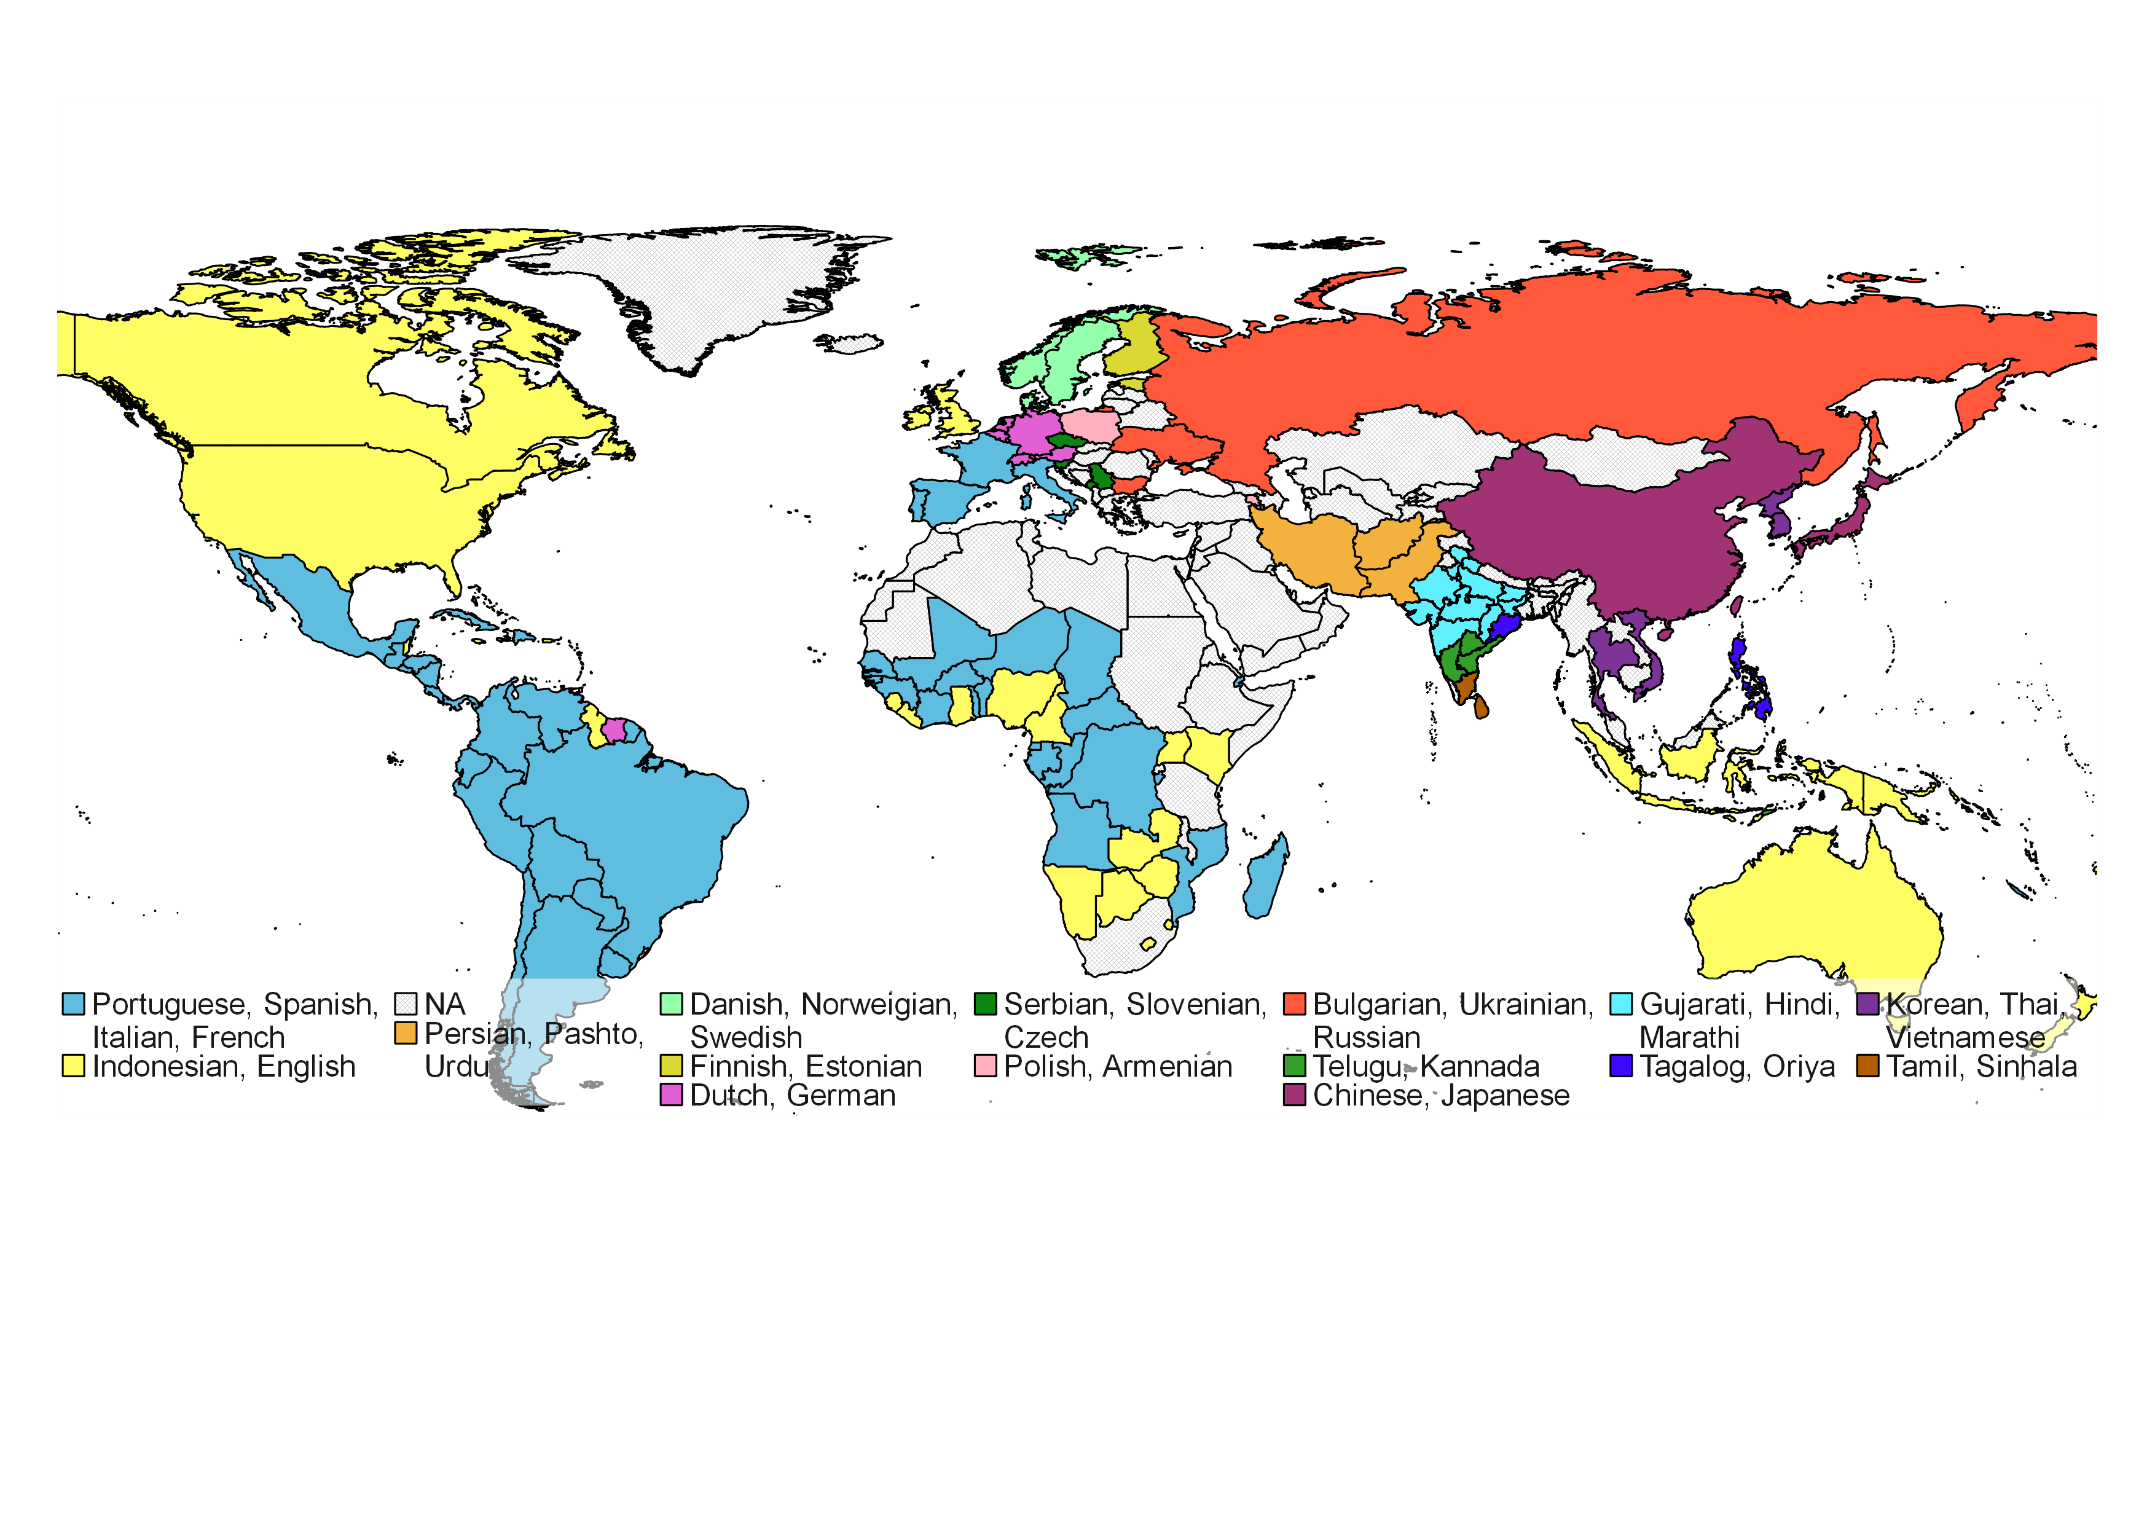 Portuguese, Spanish,
Italian, French
Indonesian, English
NA
Persian, Pashto,
Urdu
Danish, Norweigian,
Swedish
Finnish, Estonian
Dutch, German
Serbian, Slovenian,
Czech
Polish, Armenian
Bulgarian, Ukrainian,
Russian
Telugu, Kannada
Chinese, Japanese
Gujarati, Hindi,
Marathi
Tagalog, Oriya
Korean, Thai,
Vietnamese
Tamil, Sinhala